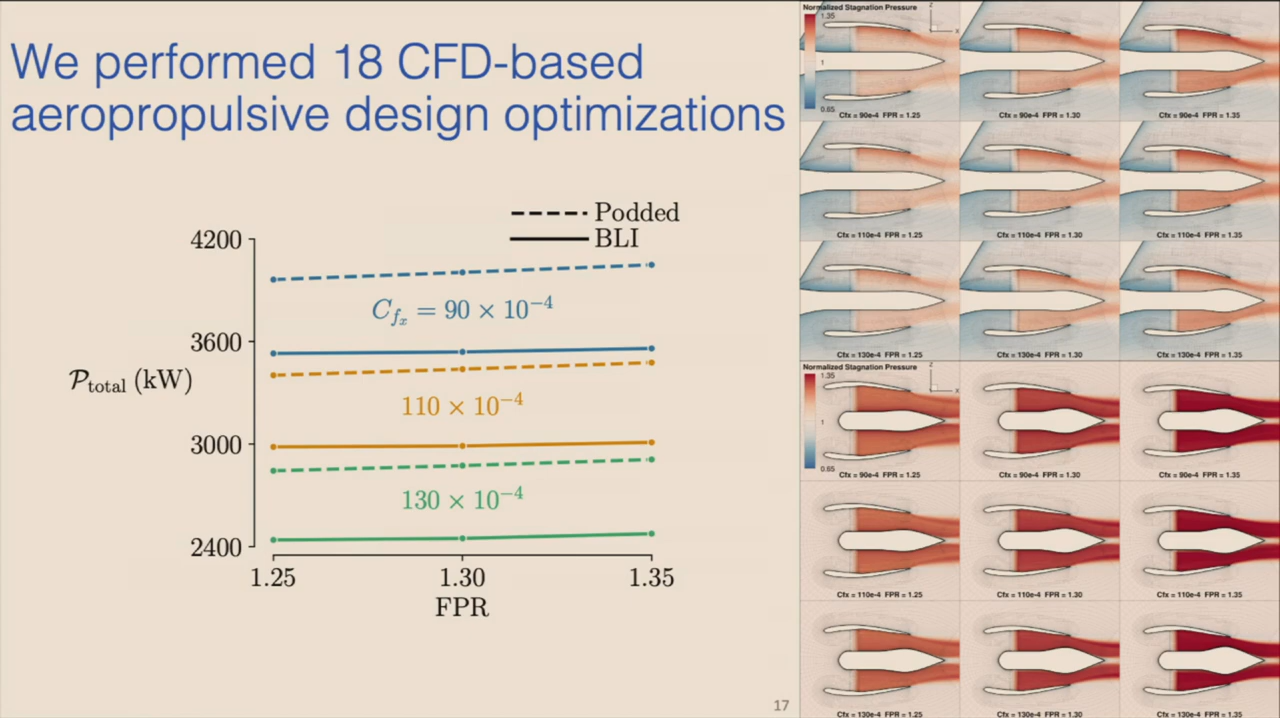 We performed 18 CFD-based
aeropropulsive design optimizations
Podded
BLI
4200
3600
3000
2400
𝒫total (kW)
C_{f_x} = 90 × 10⁻⁴
110 × 10⁻⁴
130 × 10⁻⁴
1.25 1.30 1.35
FPR
17
Normalized Stagnation Pressure
1.35
1
0.65
z
x
Cfx = 90e-4 FPR = 1.25
Cfx = 90e-4 FPR = 1.30
Cfx = 90e-4 FPR = 1.35
Cfx = 110e-4 FPR = 1.25
Cfx = 110e-4 FPR = 1.30
Cfx = 110e-4 FPR = 1.35
Cfx = 130e-4 FPR = 1.25
Cfx = 130e-4 FPR = 1.30
Cfx = 130e-4 FPR = 1.35
Normalized Stagnation Pressure
1.35
1
0.65
z
x
Cfx = 90e-4 FPR = 1.25
Cfx = 90e-4 FPR = 1.30
Cfx = 90e-4 FPR = 1.35
Cfx = 110e-4 FPR = 1.25
Cfx = 110e-4 FPR = 1.30
Cfx = 110e-4 FPR = 1.35
Cfx = 130e-4 FPR = 1.25
Cfx = 130e-4 FPR = 1.30
Cfx = 130e-4 FPR = 1.35